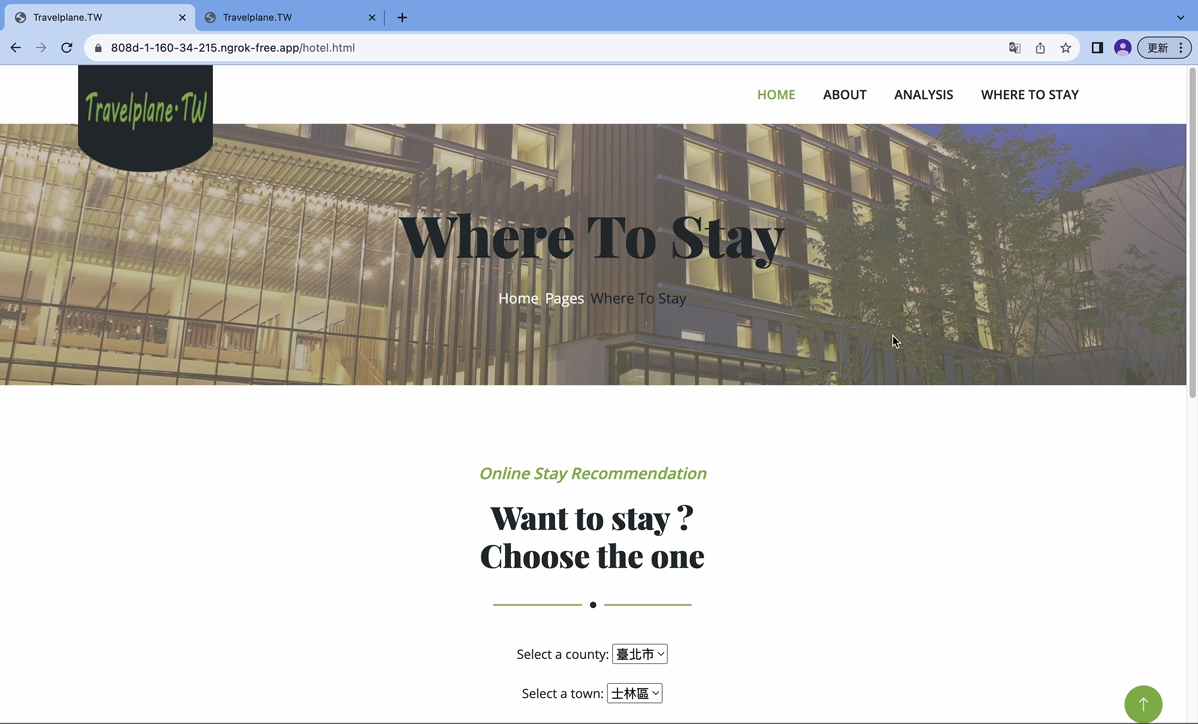 Travelplane.TW
Travelplane.TW
808d-1-160-34-215.ngrok-free.app/hotel.html
更新
Travelplane·TW
HOME
ABOUT
ANALYSIS
WHERE TO STAY
Where To Stay
Home Pages Where To Stay
Online Stay Recommendation
Want to stay ?
Choose the one
Select a county: 臺北市
Select a town: 士林區